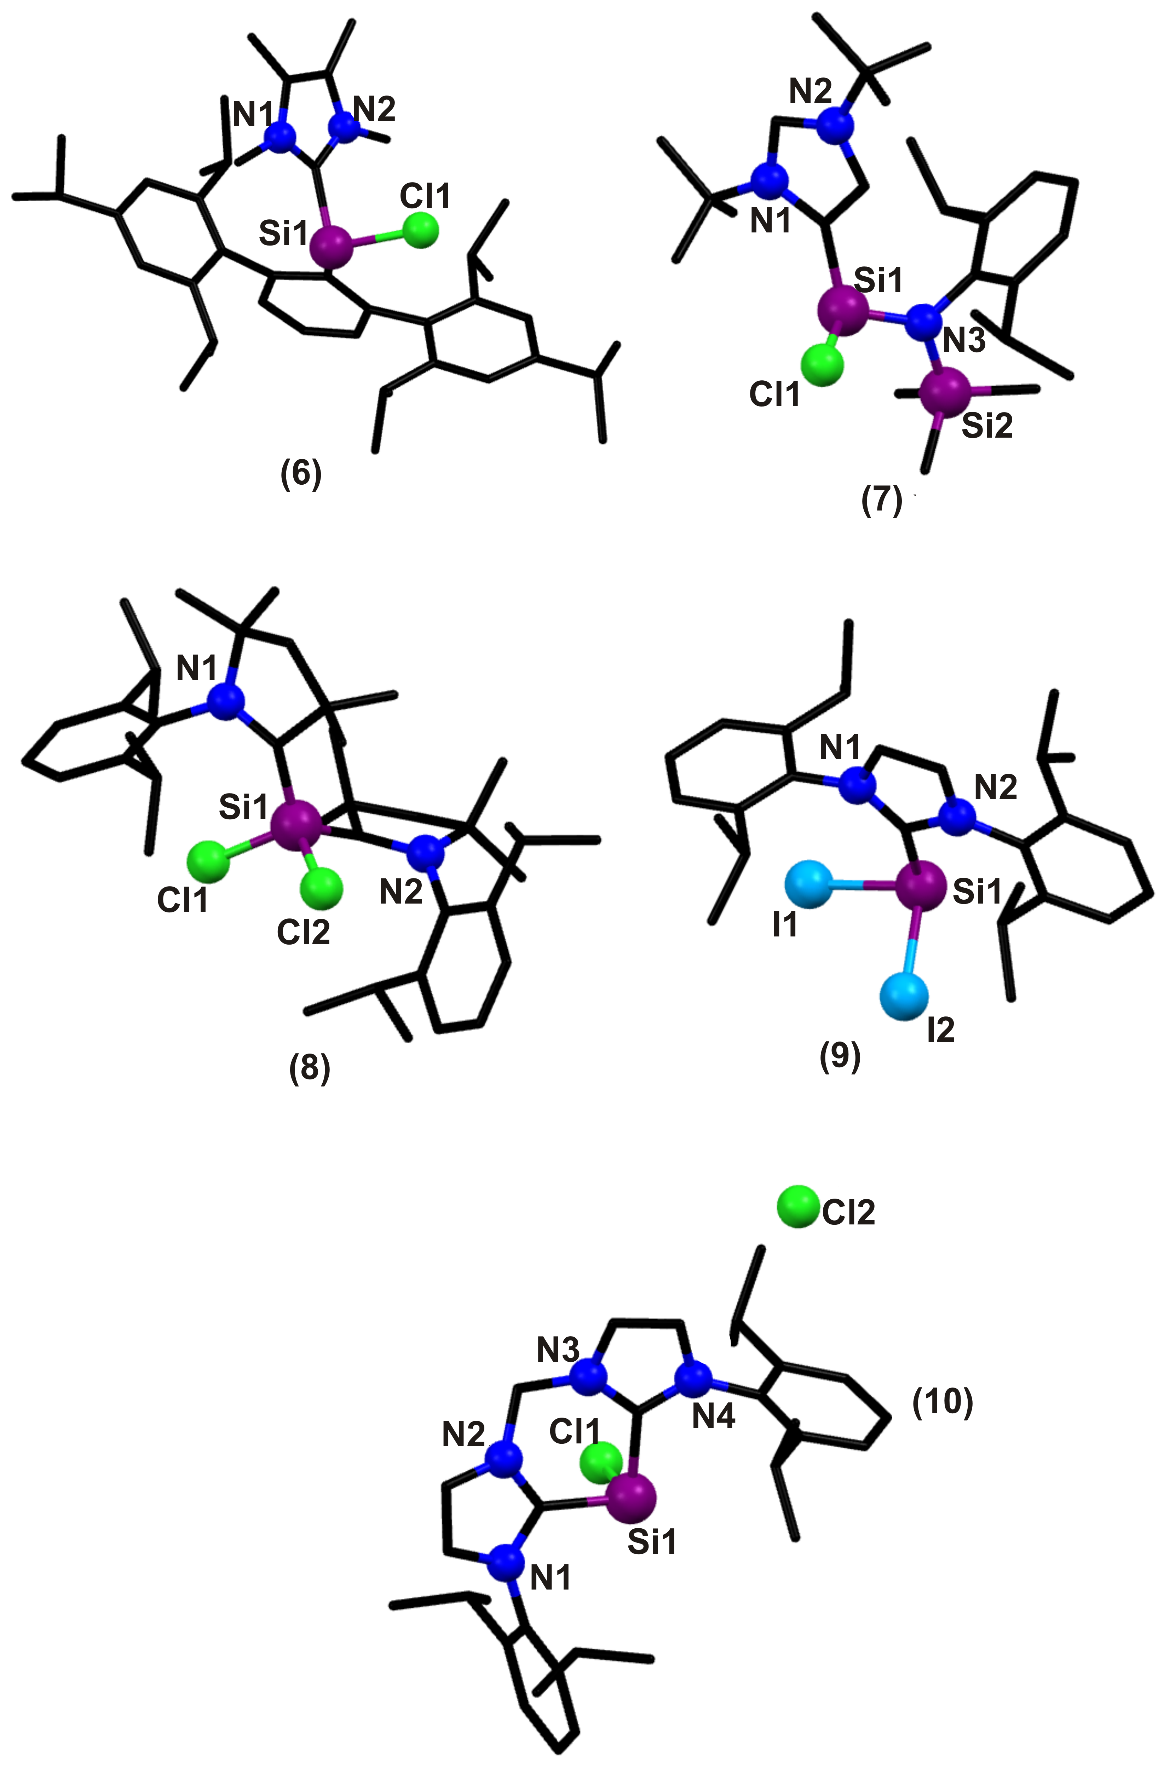 N1
N2
Cl1
Si1
(6)
N2
N1
Si1
N3
Cl1
Si2
(7)
N1
Si1
Cl1
Cl2
N2
(8)
N1
N2
Si1
I1
I2
(9)
Cl2
N3
N4
(10)
N2
Cl1
Si1
N1